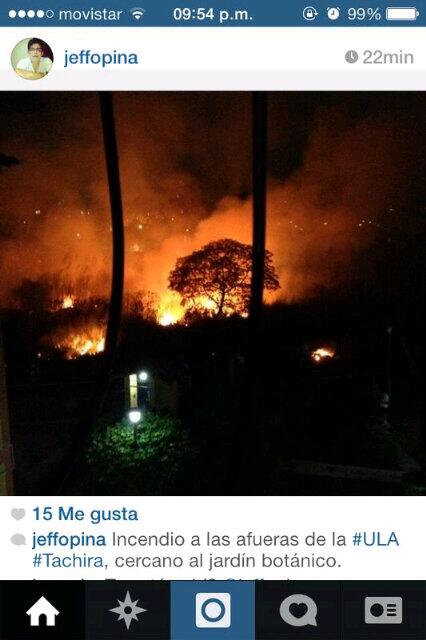 movistar 09:54 p.m. 99%
jeffopina 22min
15 Me gusta
jeffopina Incendio a las afueras de la #ULA
#Tachira, cercano al jardín botánico.